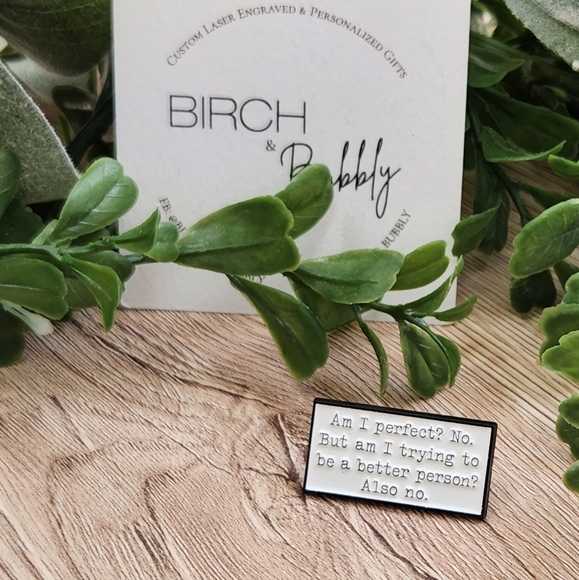 Custom Laser Engraved & Personalized Gifts
BIRCH
&
Bubbly
BUBBLY
Am I perfect? No.
But am I trying to
be a better person?
Also no.